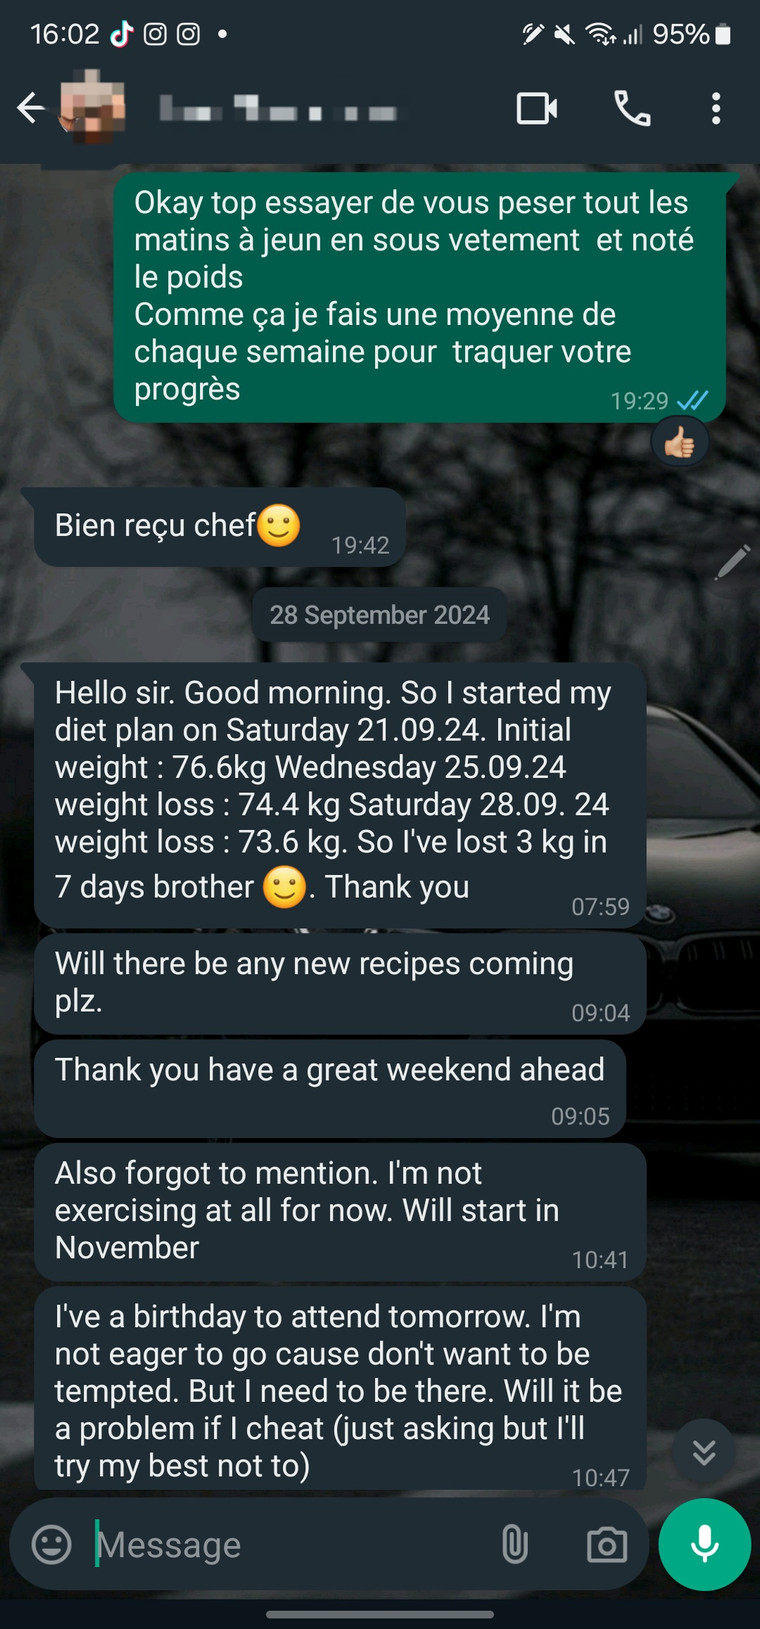 16:02
95%
Okay top essayer de vous peser tout les
matins à jeun en sous vetement et noté
le poids
Comme ça je fais une moyenne de
chaque semaine pour traquer votre
progrès
19:29
Bien reçu chef🙂
19:42
28 September 2024
Hello sir. Good morning. So I started my
diet plan on Saturday 21.09.24. Initial
weight : 76.6kg Wednesday 25.09.24
weight loss : 74.4 kg Saturday 28.09. 24
weight loss : 73.6 kg. So I've lost 3 kg in
7 days brother 🙂. Thank you
07:59
Will there be any new recipes coming
plz.
09:04
Thank you have a great weekend ahead
09:05
Also forgot to mention. I'm not
exercising at all for now. Will start in
November
10:41
I've a birthday to attend tomorrow. I'm
not eager to go cause don't want to be
tempted. But I need to be there. Will it be
a problem if I cheat (just asking but I'll
try my best not to)
10:47
Message